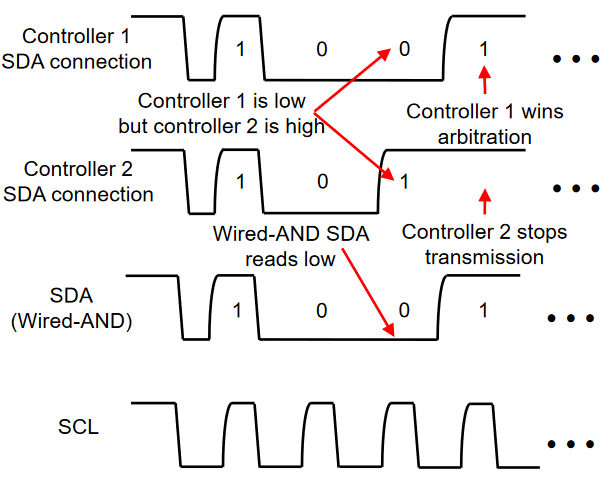 Controller 1
SDA connection
1 0 0 1
Controller 1 is low
but controller 2 is high
Controller 1 wins
arbitration
Controller 2
SDA connection
1 0 1
Wired-AND SDA
reads low
Controller 2 stops
transmission
SDA
(Wired-AND)
1 0 0 1
SCL